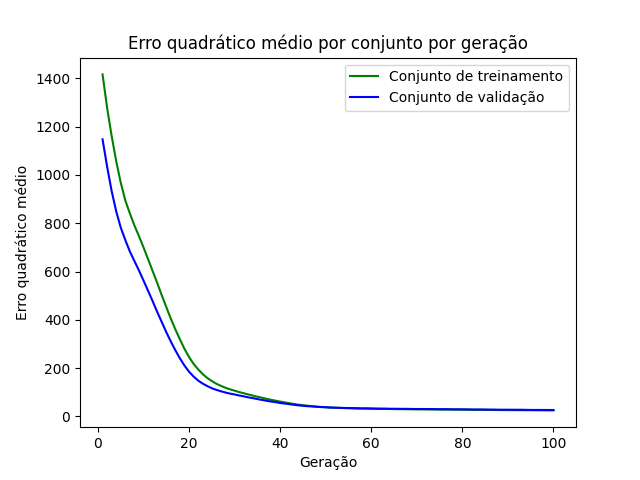 Erro quadrático médio por conjunto por geração
Conjunto de treinamento
Conjunto de validação
Erro quadrático médio
1400
1200
1000
800
600
400
200
0
0 20 40 60 80 100
Geração